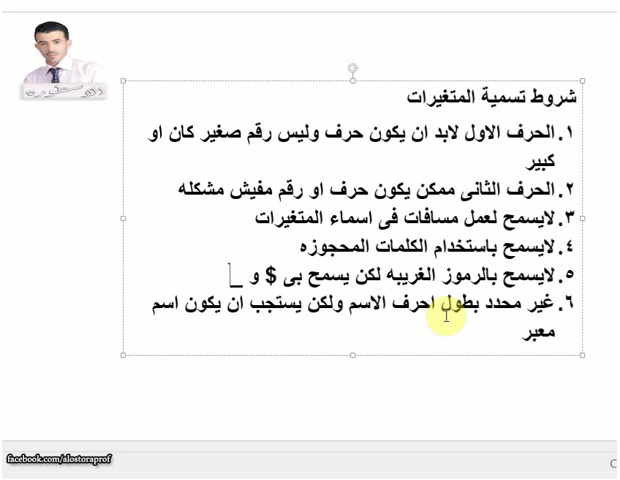 شروط تسمية المتغيرات
١. الحرف الاول لابد ان يكون حرف وليس رقم صغير كان او
كبير
٢. الحرف الثانى ممكن يكون حرف او رقم مفيش مشكله
٣. لايسمح لعمل مسافات فى اسماء المتغيرات
٤. لايسمح باستخدام الكلمات المحجوزه
٥. لايسمح بالرموز الغريبه لكن يسمح بى $ و _
٦. غير محدد بطول احرف الاسم ولكن يستجب ان يكون اسم
معبر
facebook.com/alostoraprof